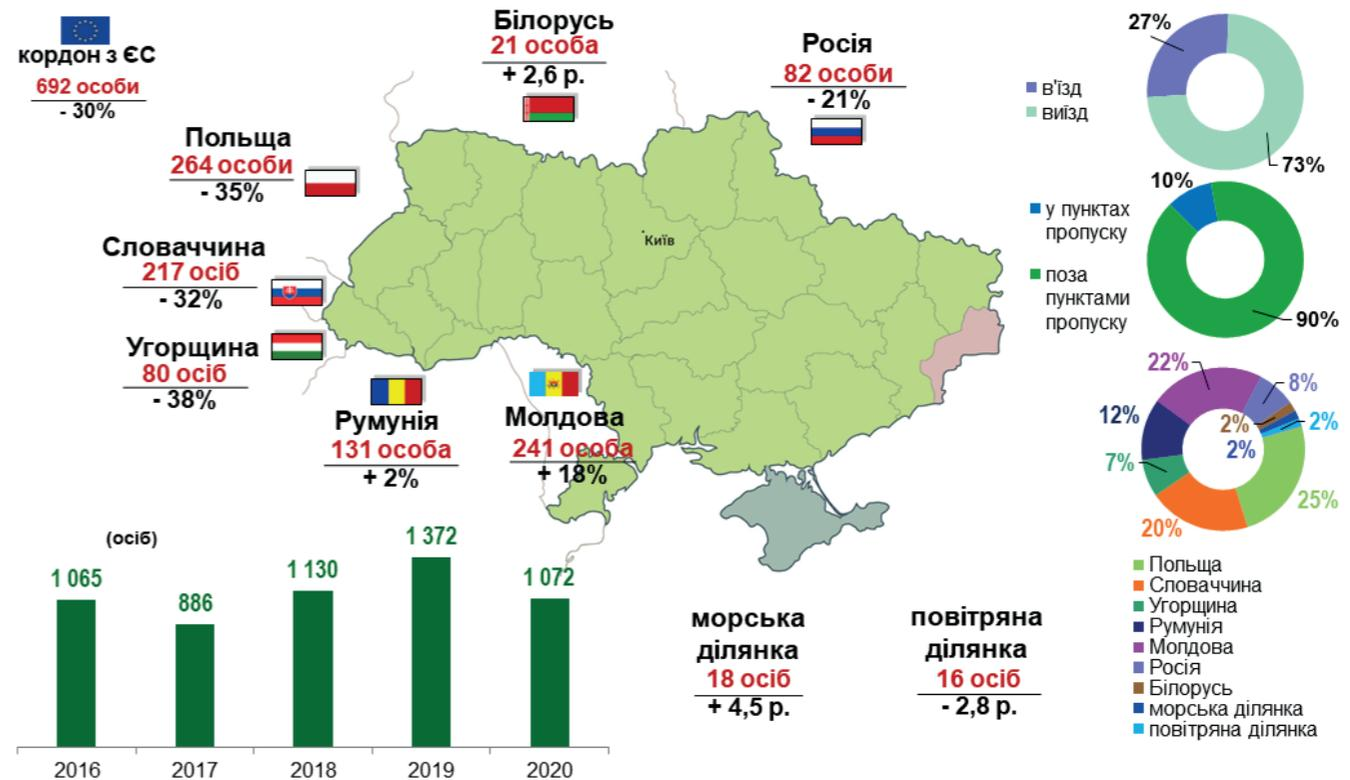 кордон з ЄС
692 особи
- 30%
Білорусь
21 особа
+ 2,6 р.
Росія
82 особи
- 21%
Польща
264 особи
- 35%
Словаччина
217 осіб
- 32%
Угорщина
80 осіб
- 38%
Румунія
131 особа
+ 2%
Молдова
241 особа
+ 18%
Київ
(осіб)
1 065
886
1 130
1 372
1 072
2016
2017
2018
2019
2020
морська
ділянка
18 осіб
+ 4,5 р.
повітряна
ділянка
16 осіб
- 2,8 р.
27%
в'їзд
виїзд
73%
10%
у пунктах
пропуску
поза
пунктами
пропуску
90%
22%
8%
12%
2%
2%
2%
7%
25%
20%
Польща
Словаччина
Угорщина
Румунія
Молдова
Росія
Білорусь
морська ділянка
повітряна ділянка